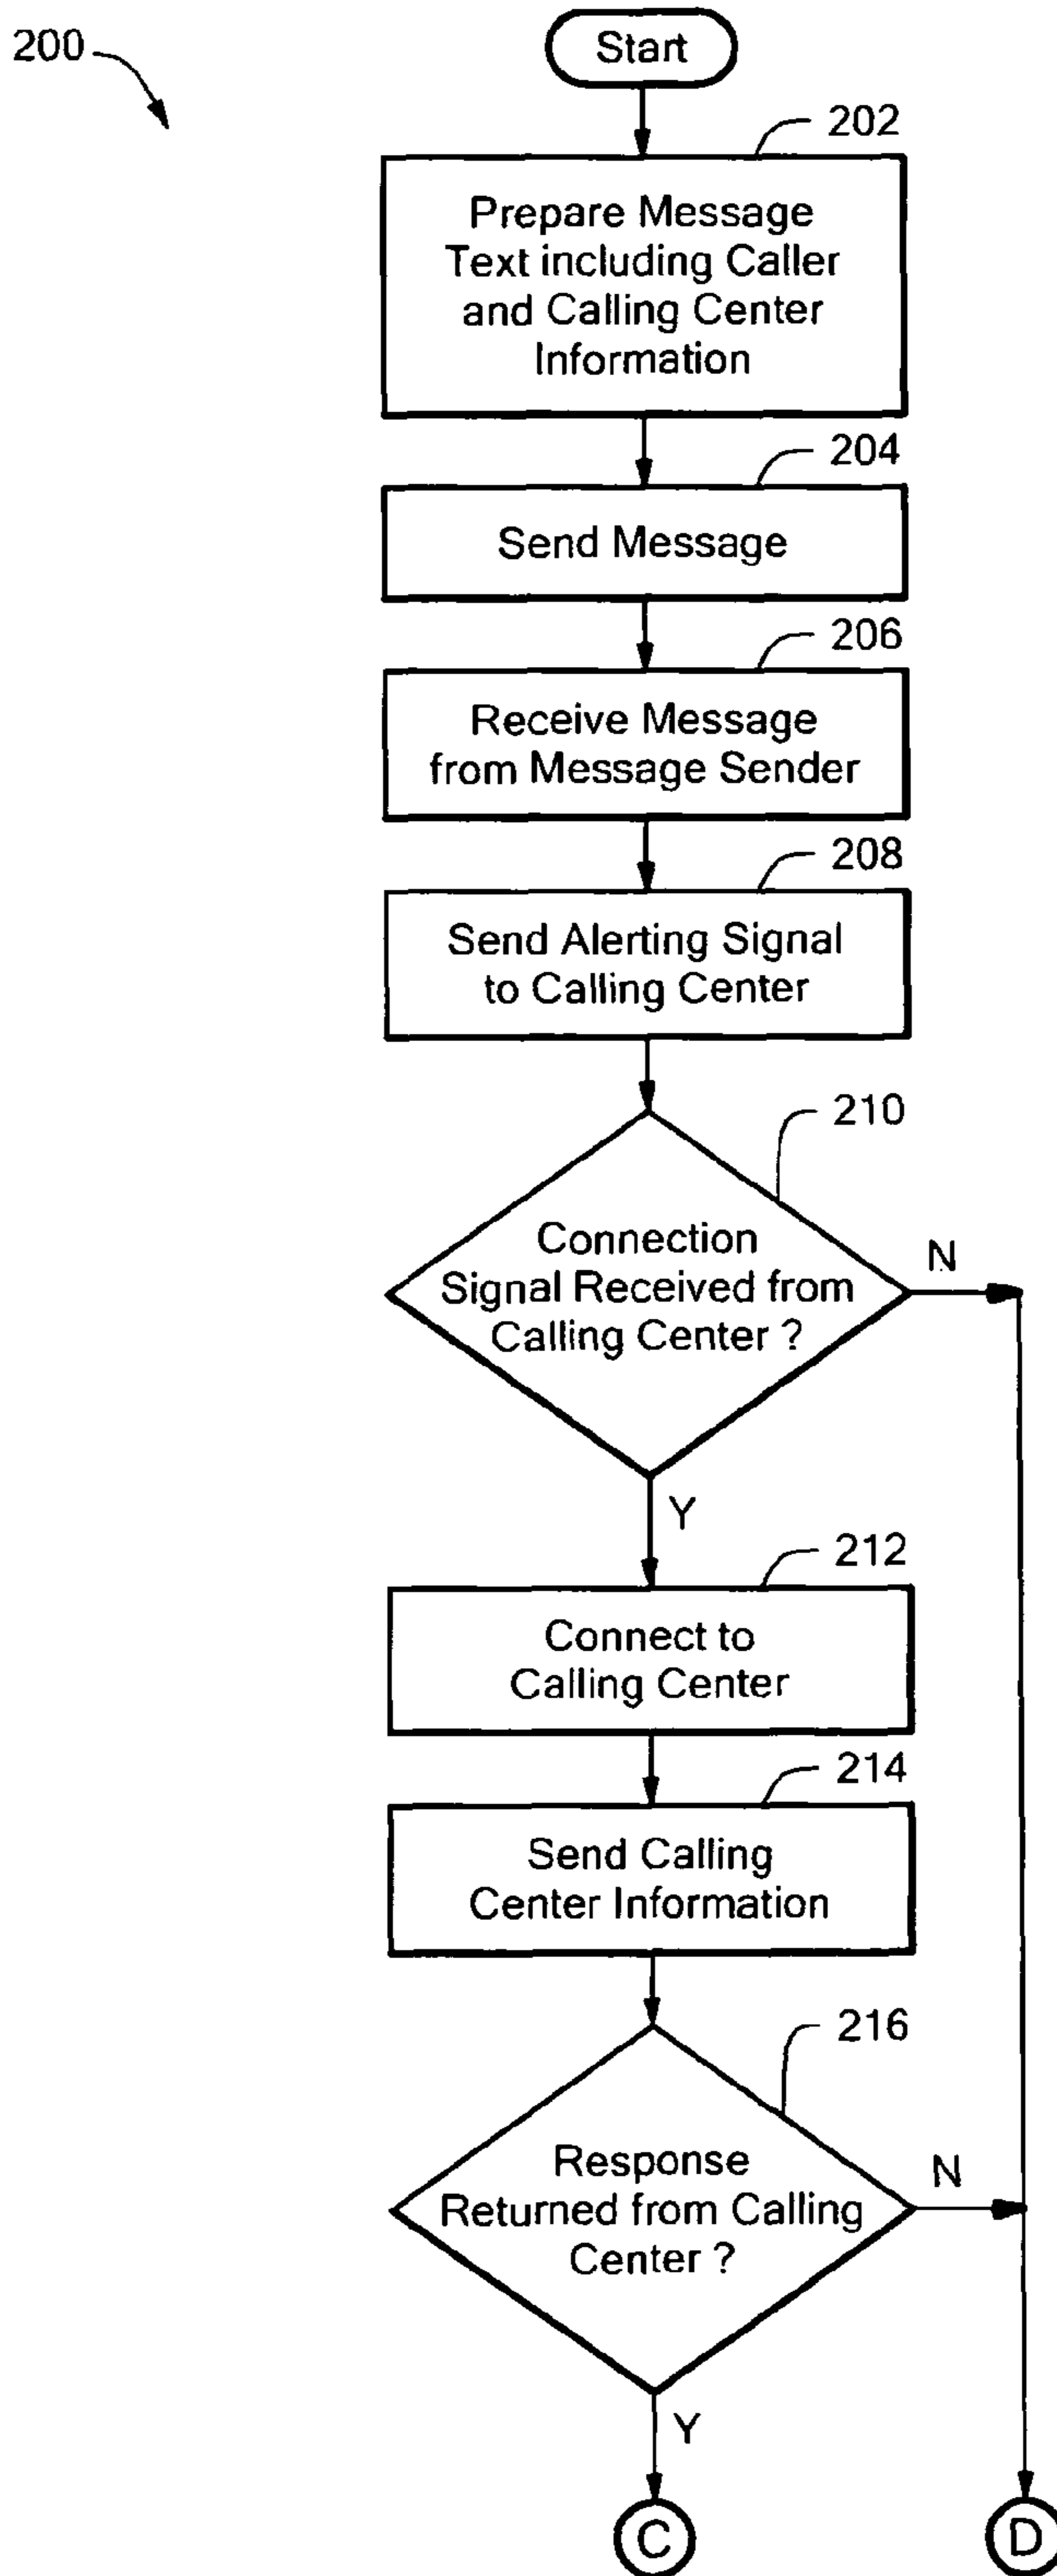 200
Start
202
Prepare Message
Text including Caller
and Calling Center
Information
204
Send Message
206
Receive Message
from Message Sender
208
Send Alerting Signal
to Calling Center
210
Connection
Signal Received from
Calling Center ?
N
Y
212
Connect to
Calling Center
214
Send Calling
Center Information
216
Response
Returned from Calling
Center ?
N
Y
C
D